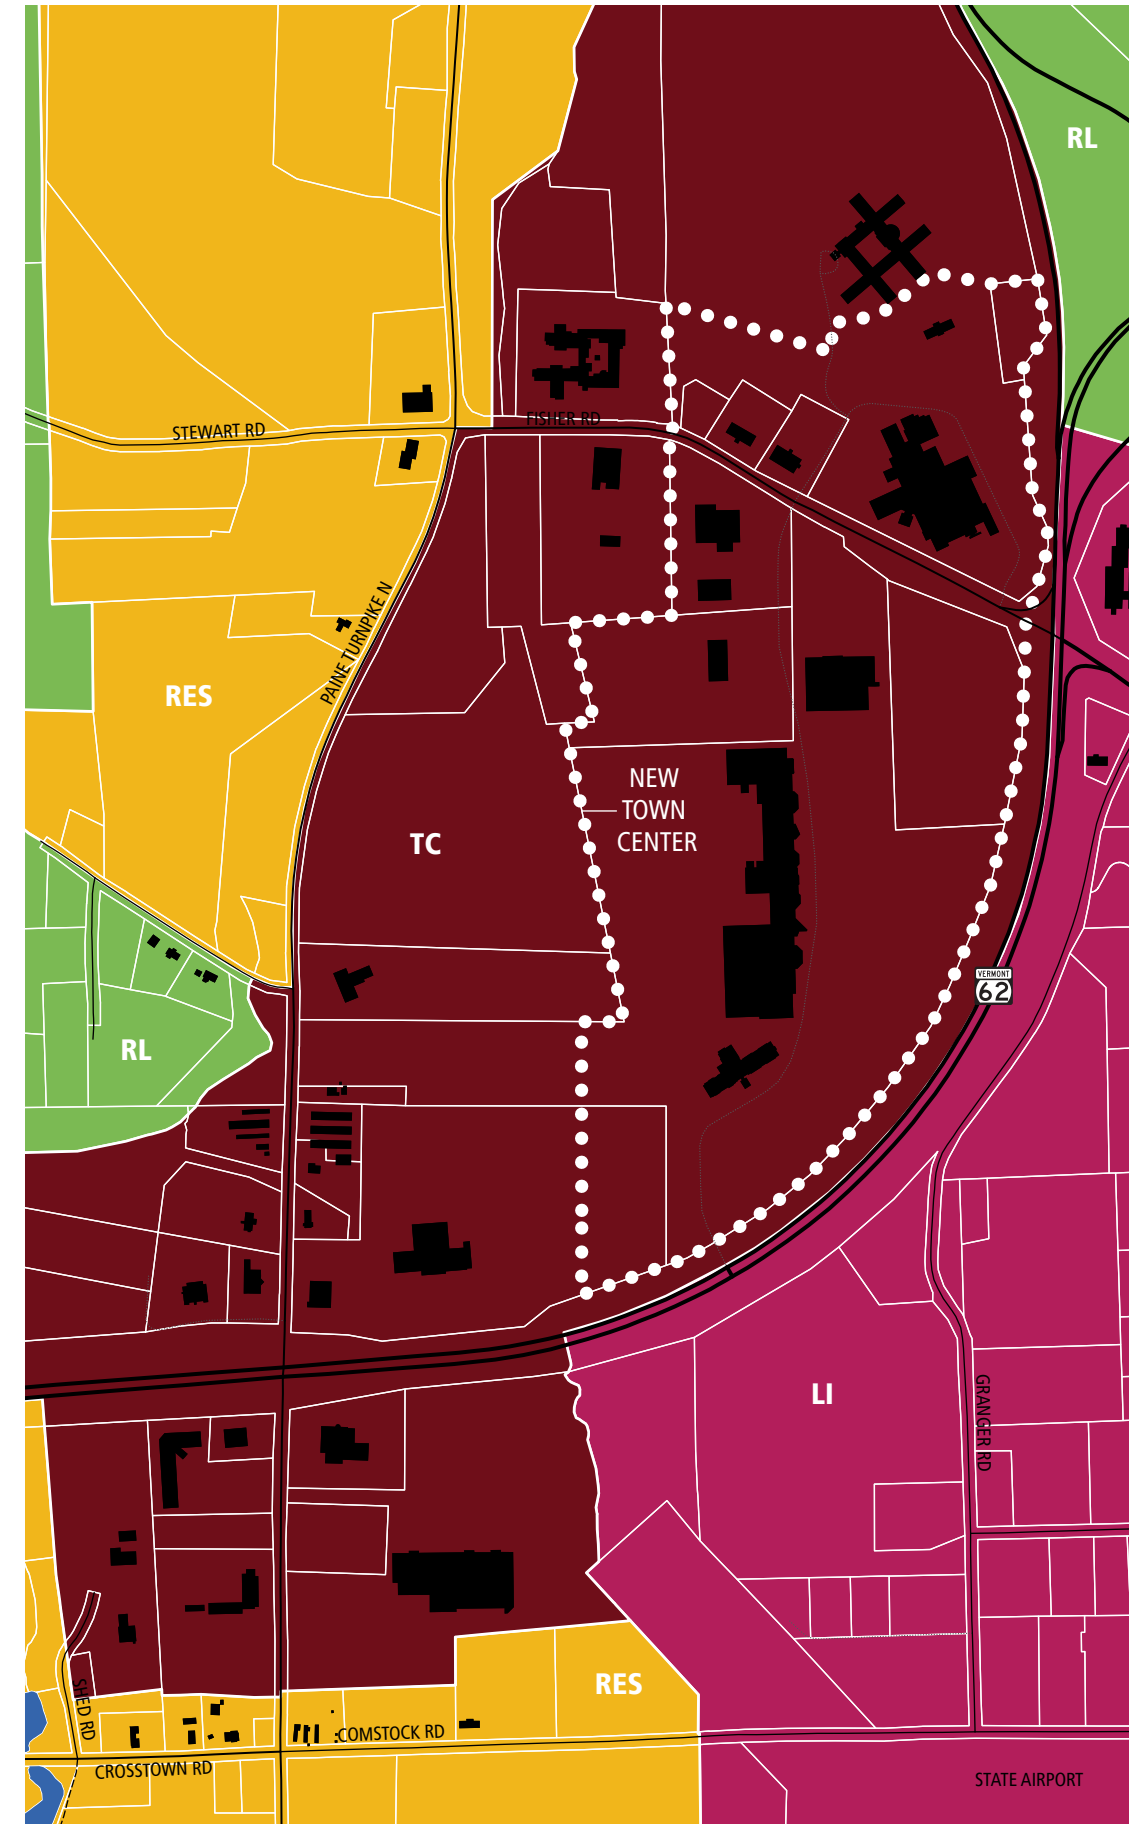 RL
STEWART RD
FISHER RD
PAINE TURNPIKE N
RES
NEW
TOWN
CENTER
TC
VERMONT
62
RL
LI
GRANGER RD
RES
SHED RD
COMSTOCK RD
CROSSTOWN RD
STATE AIRPORT